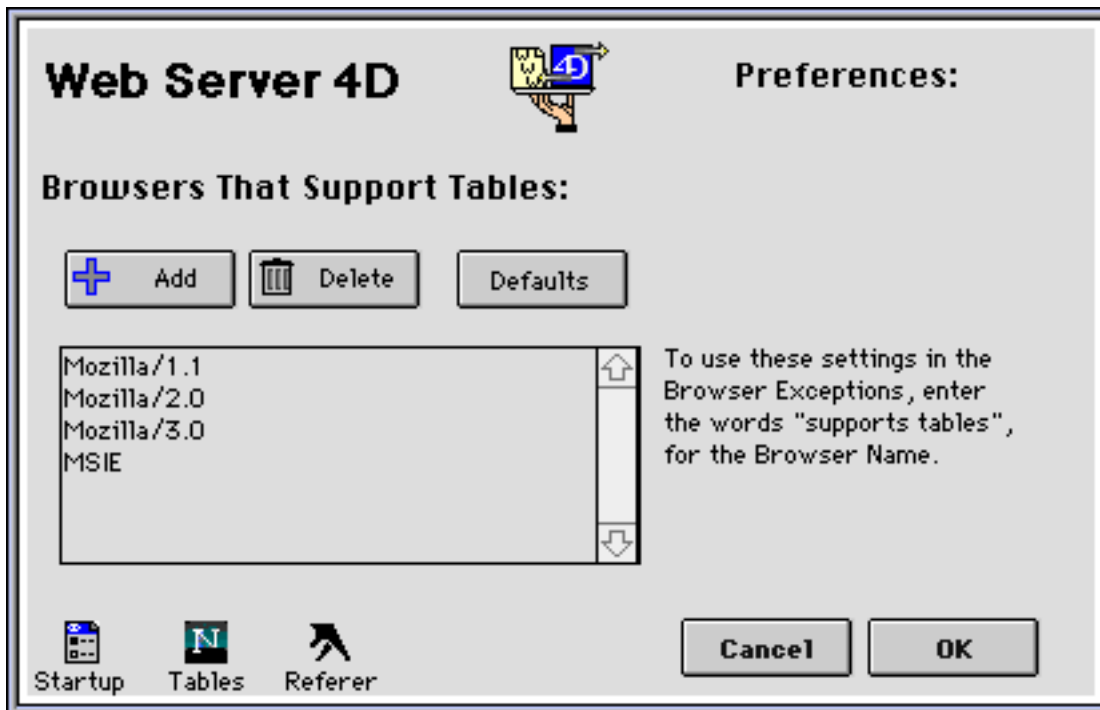 Web Server 4D
Preferences:
Browsers That Support Tables:
Add
Delete
Defaults
Mozilla/1.1
Mozilla/2.0
Mozilla/3.0
MSIE
To use these settings in the
Browser Exceptions, enter
the words "supports tables",
for the Browser Name.
Startup
Tables
Referer
Cancel
OK